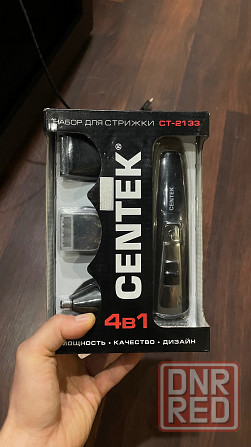 НАБОР ДЛЯ СТРИЖКИ CT-2133
CENTEK®
CENTEK
4в1
МОЩНОСТЬ • КАЧЕСТВО • ДИЗАЙН
DNR
RED